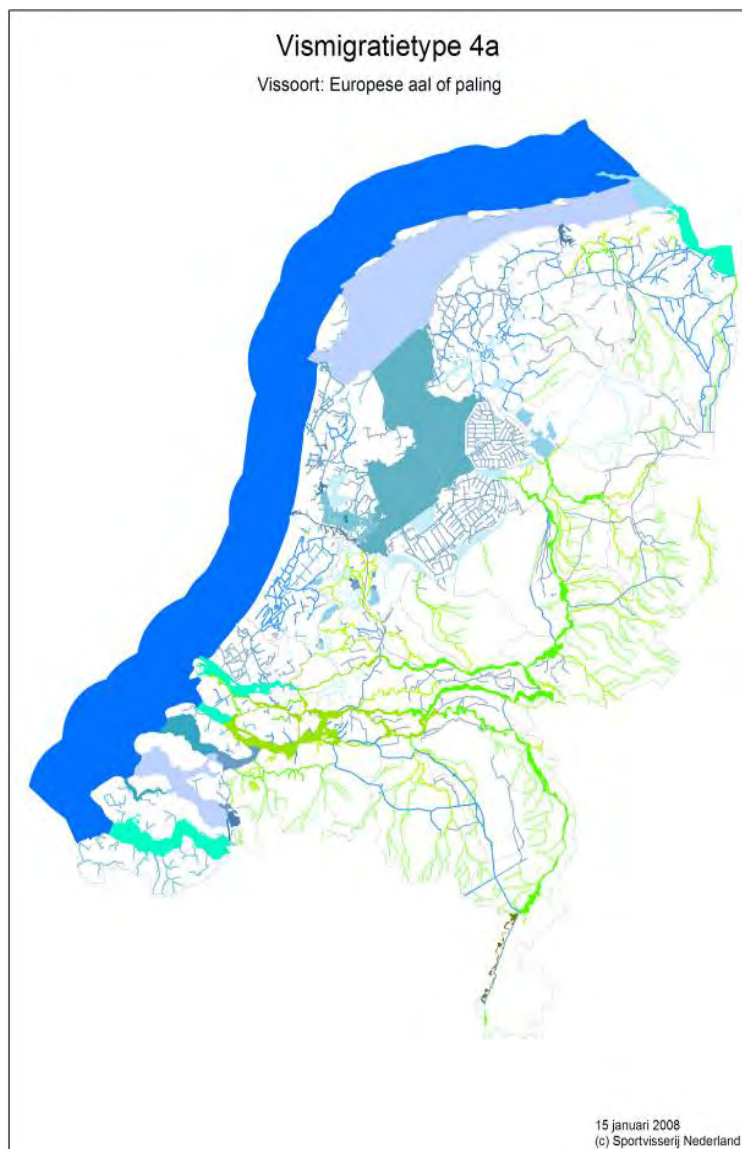 Vismigratietype 4a
Vissoort: Europese aal of paling
15 januari 2008
(c) Sportvisserij Nederland